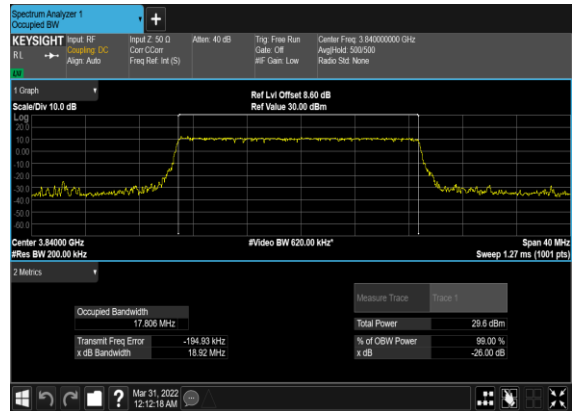 Spectrum Analyzer 1
Occupied BW
KEYSIGHT Input: RF Input Z: 50 Ω Atten: 40 dB Trig: Free Run Center Freq: 3.840000000 GHz
RL Coupling: DC Corr CCorr Gate: Off Avg|Hold: 500/500
Align: Auto Freq Ref: Int (S) #IF Gain: Low Radio Std: None
1 Graph
Ref Lvl Offset 8.60 dB
Scale/Div 10.0 dB Ref Value 30.00 dBm
Log
20.0
10.0
0.00
-10.0
-20.0
-30.0
-40.0
-50.0
-60.0
Center 3.84000 GHz #Video BW 620.00 kHz* Span 40 MHz
#Res BW 200.00 kHz Sweep 1.27 ms (1001 pts)
2 Metrics
Measure Trace Trace 1
Occupied Bandwidth
17.806 MHz Total Power 29.6 dBm
Transmit Freq Error -194.93 kHz % of OBW Power 99.00 %
x dB Bandwidth 18.92 MHz x dB -26.00 dB
? Mar 31, 2022
12:12:18 AM